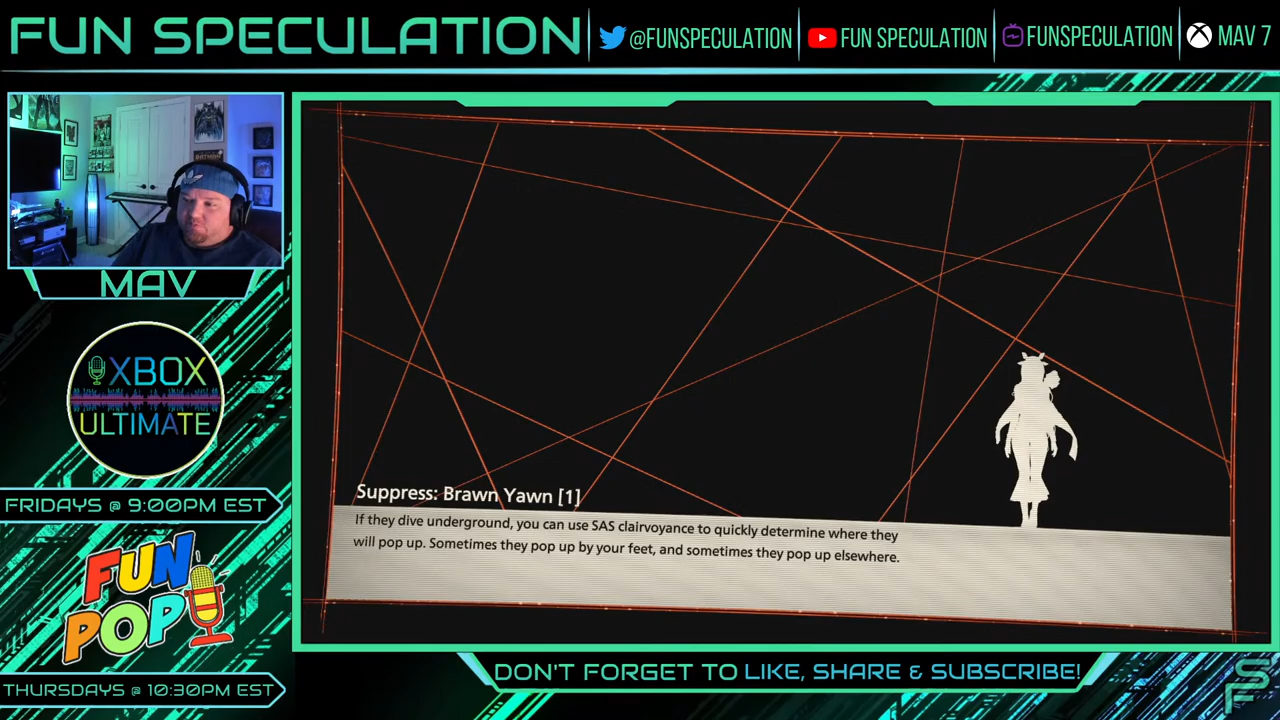 FUN SPECULATION
@FUNSPECULATION
FUN SPECULATION
FUNSPECULATION
MAV 7
BATMAN
MAV
XBOX
ULTIMATE
FRIDAYS @ 9:00PM EST
FUN
POP
THURSDAYS @ 10:30PM EST
Suppress: Brawn Yawn [1]
If they dive underground, you can use SAS clairvoyance to quickly determine where they
will pop up. Sometimes they pop up by your feet, and sometimes they pop up elsewhere.
DON'T FORGET TO LIKE, SHARE & SUBSCRIBE!
SF